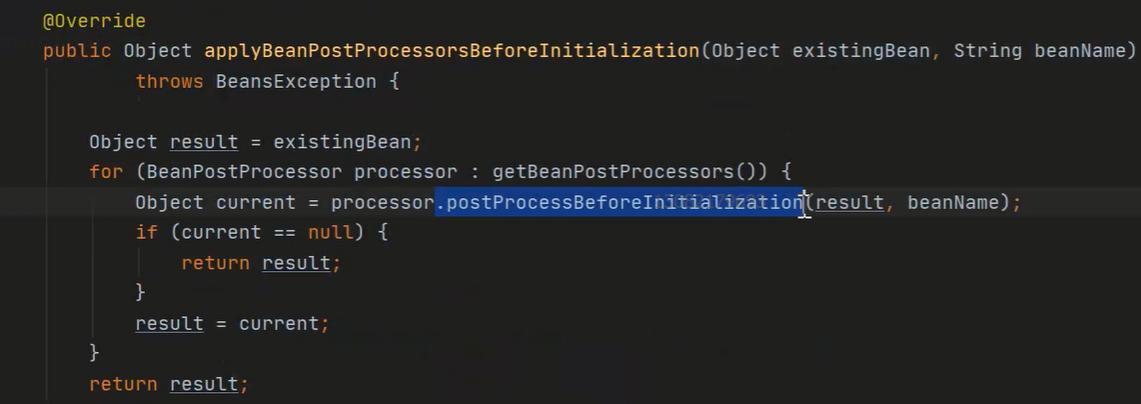 @Override
public Object applyBeanPostProcessorsBeforeInitialization(Object existingBean, String beanName)
throws BeansException {
Object result = existingBean;
for (BeanPostProcessor processor : getBeanPostProcessors()) {
Object current = processor.postProcessBeforeInitialization(result, beanName);
if (current == null) {
return result;
}
result = current;
}
return result;